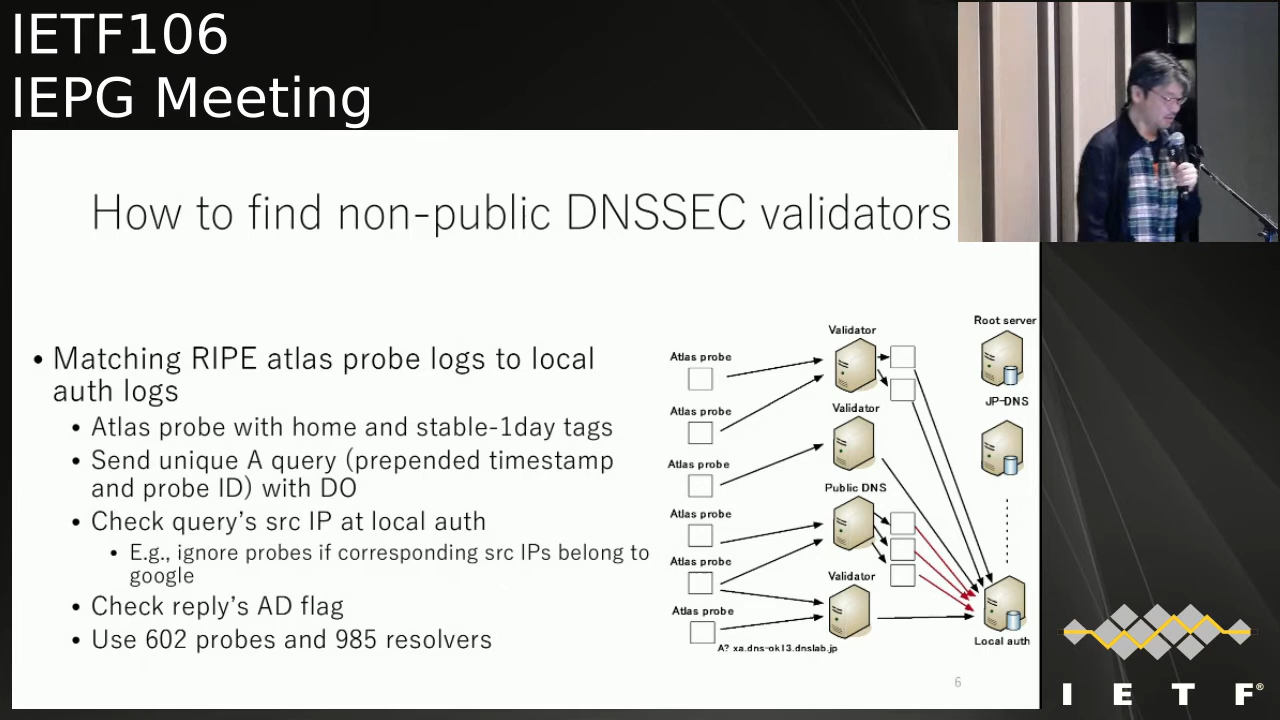 IETF106
IEPG Meeting
How to find non-public DNSSEC validators
• Matching RIPE atlas probe logs to local
auth logs
• Atlas probe with home and stable-1day tags
• Send unique A query (prepended timestamp
and probe ID) with DO
• Check query's src IP at local auth
• E.g., ignore probes if corresponding src IPs belong to
google
• Check reply's AD flag
• Use 602 probes and 985 resolvers
Root server
Validator
Atlas probe
JP-DNS
Atlas probe
Validator
Atlas probe
Public DNS
Atlas probe
Atlas probe
Validator
Atlas probe
Local auth
A? xa.dns-ok13.dnslab.jp
6
I E T F®